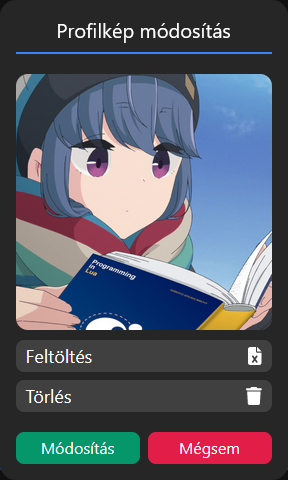 Profilkép módosítás
Programming
in
Lua
Feltöltés
Törlés
Módosítás
Mégsem